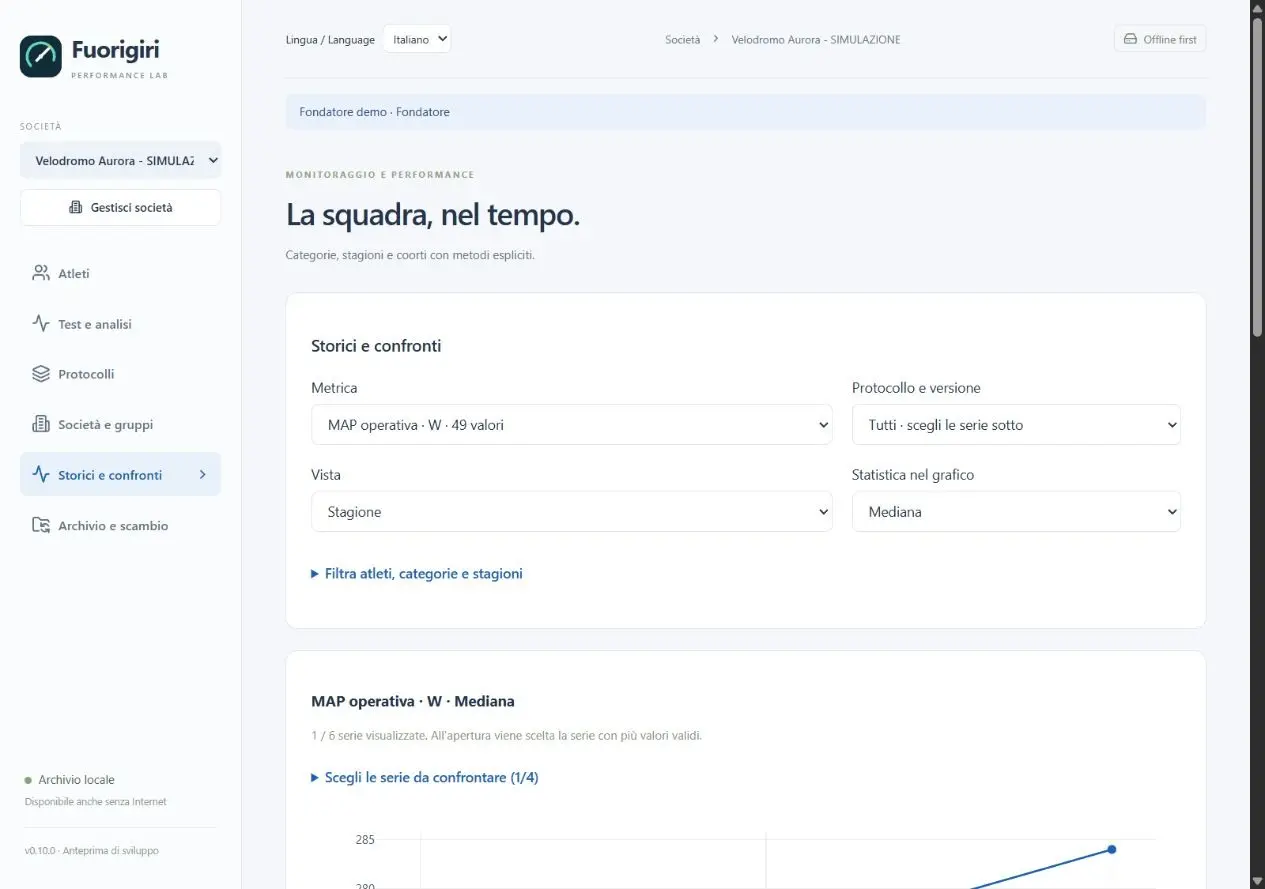 Fuorigiri
PERFORMANCE LAB
SOCIETÀ
Velodromo Aurora - SIMULAZ
Gestisci società
Atleti
Test e analisi
Protocolli
Società e gruppi
Storici e confronti
Archivio e scambio
Archivio locale
Disponibile anche senza Internet
v0.10.0 · Anteprima di sviluppo
Lingua / Language Italiano
Società > Velodromo Aurora - SIMULAZIONE
Offline first
Fondatore demo · Fondatore
MONITORAGGIO E PERFORMANCE
La squadra, nel tempo.
Categorie, stagioni e coorti con metodi espliciti.
Storici e confronti
Metrica
MAP operativa · W · 49 valori
Protocollo e versione
Tutti · scegli le serie sotto
Vista
Stagione
Statistica nel grafico
Mediana
Filtra atleti, categorie e stagioni
MAP operativa · W · Mediana
1 / 6 serie visualizzate. All'apertura viene scelta la serie con più valori validi.
Scegli le serie da confrontare (1/4)
285
280